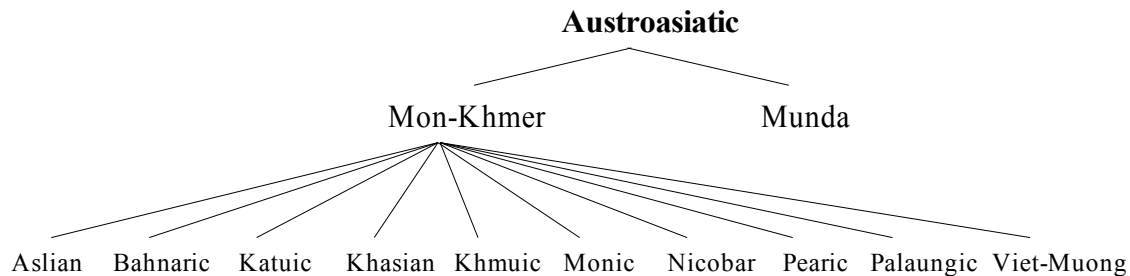 Austroasiatic
Mon-Khmer Munda
Aslian Bahnaric Katuic Khasian Khmuic Monic Nicobar Pearic Palaungic Viet-Muong